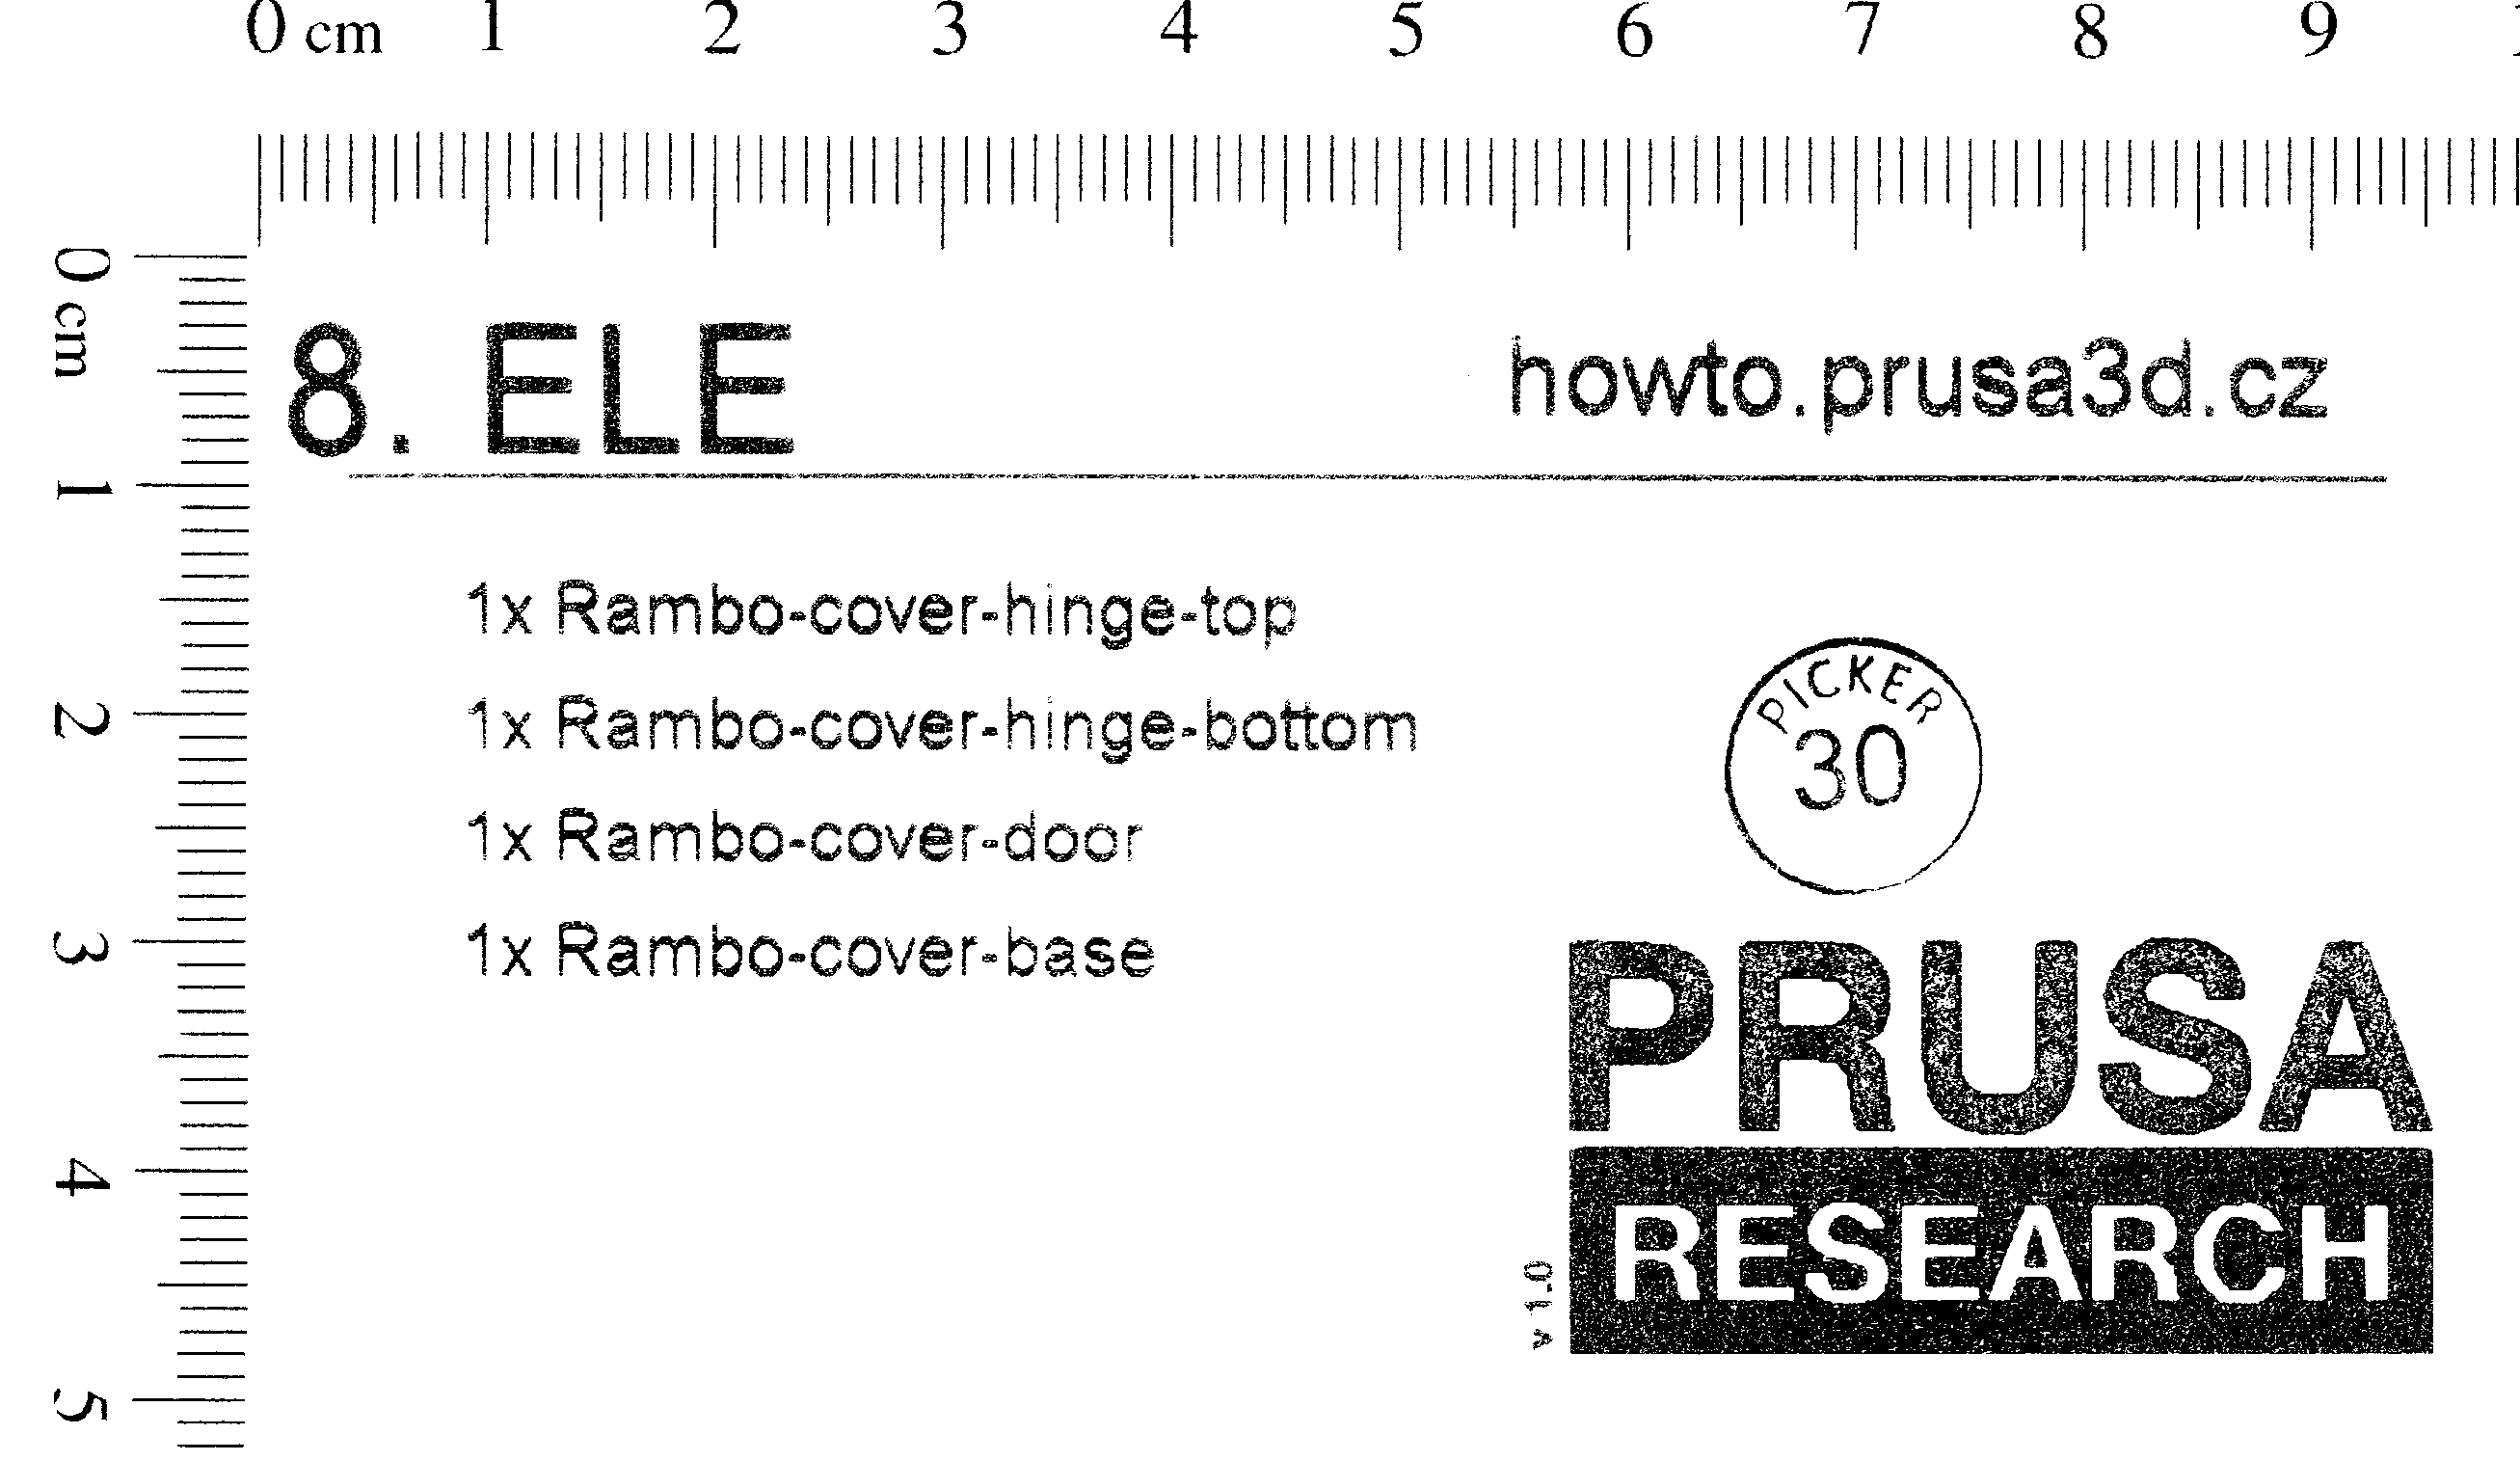 0 cm 1 2 3 4 5 6 7 8 9
0 cm 1 2 3 4 5
8. ELE
howto.prusa3d.cz
1x Rambo-cover-hinge-top
1x Rambo-cover-hinge-bottom
1x Rambo-cover-door
1x Rambo-cover-base
PICKER
30
PRUSA
RESEARCH
v 1.0